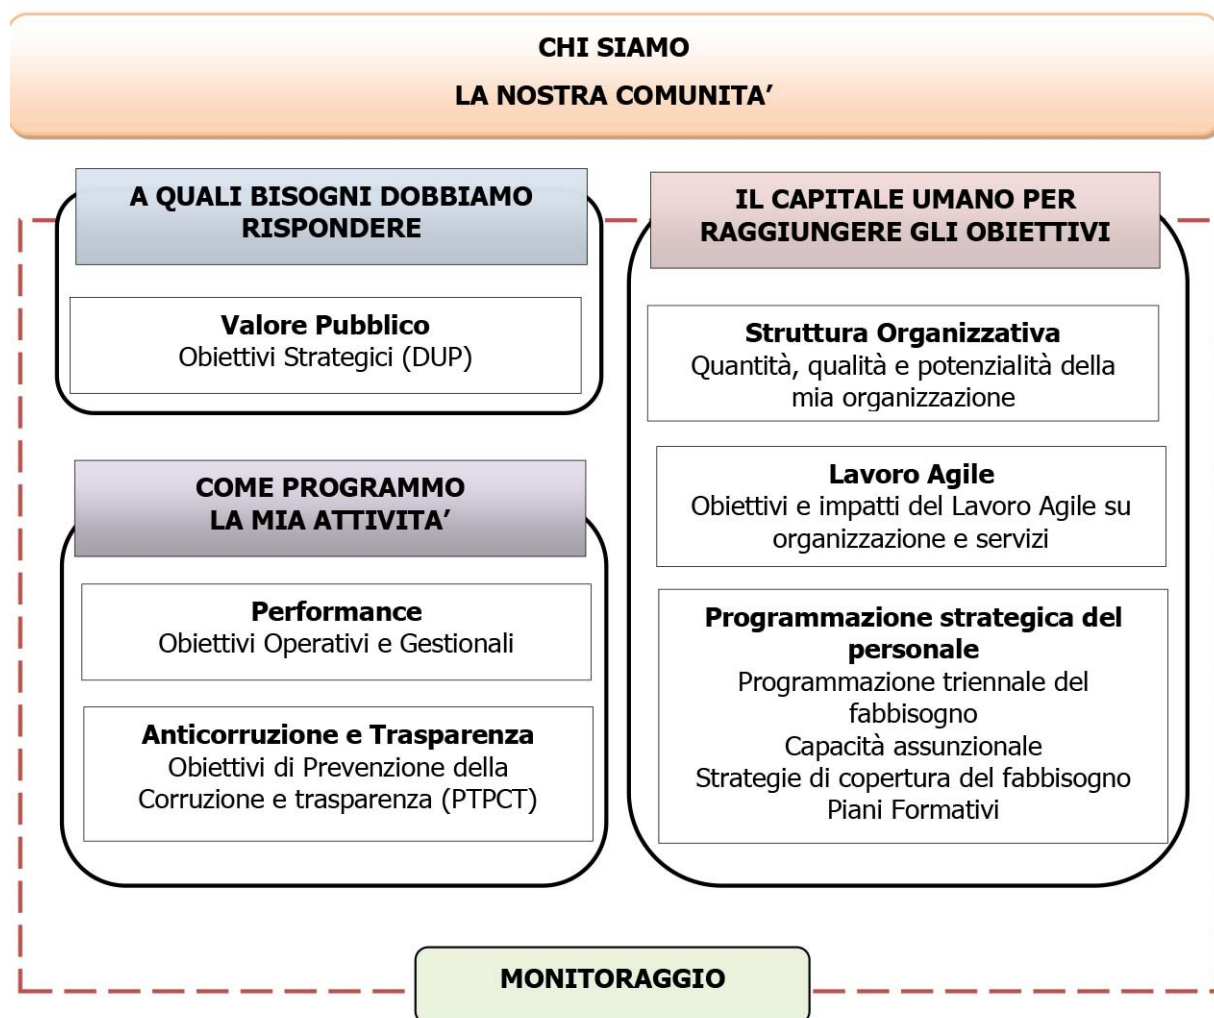 CHI SIAMO
LA NOSTRA COMUNITA’
A QUALI BISOGNI DOBBIAMO
RISPONDERE
Valore Pubblico
Obiettivi Strategici (DUP)
COME PROGRAMMO
LA MIA ATTIVITA’
Performance
Obiettivi Operativi e Gestionali
Anticorruzione e Trasparenza
Obiettivi di Prevenzione della
Corruzione e trasparenza (PTPCT)
IL CAPITALE UMANO PER
RAGGIUNGERE GLI OBIETTIVI
Struttura Organizzativa
Quantità, qualità e potenzialità della
mia organizzazione
Lavoro Agile
Obiettivi e impatti del Lavoro Agile su
organizzazione e servizi
Programmazione strategica del
personale
Programmazione triennale del
fabbisogno
Capacità assunzionale
Strategie di copertura del fabbisogno
Piani Formativi
MONITORAGGIO